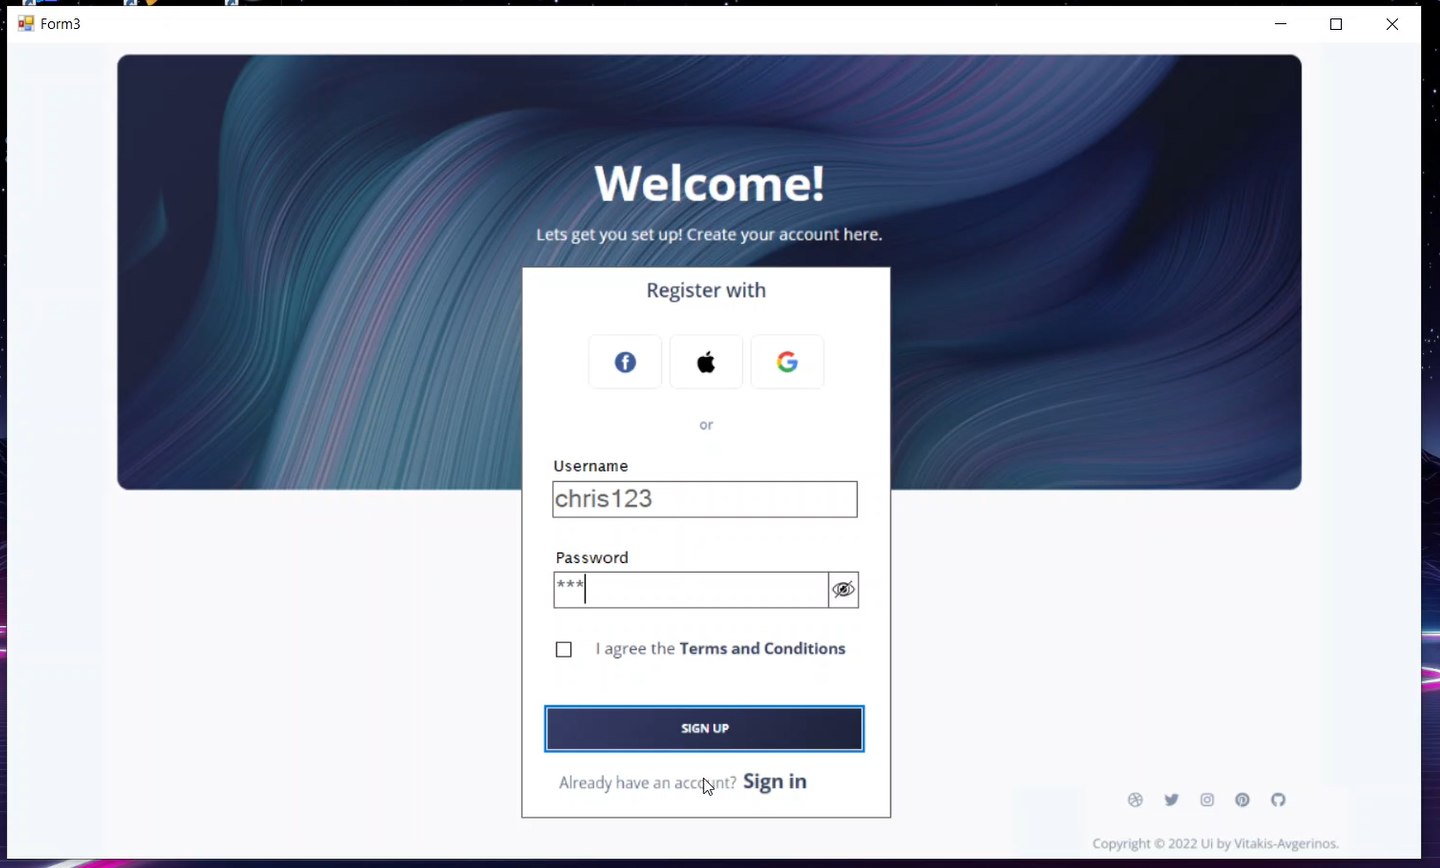 Form3
Welcome!
Lets get you set up! Create your account here.
Register with
or
Username
chris123
Password
***
I agree the Terms and Conditions
SIGN UP
Already have an account? Sign in
Copyright © 2022 Ui by Vitakis-Avgerinos.